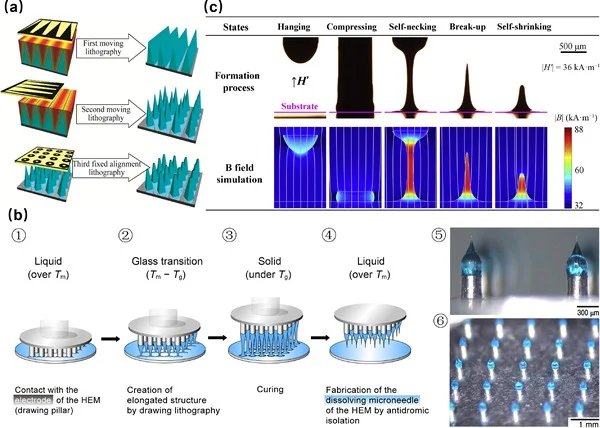 (a)
First moving
lithography
Second moving
lithography
Third fixed alignment
lithography
(c)
States Hanging Compressing Self-necking Break-up Self-shrinking
Formation
process
↑H'
Substrate
500 μm
|H'| = 36 kA·m⁻¹
|B| (kA·m⁻¹)
B field
simulation
88
60
32
(b)
① ② ③ ④
Liquid
(over Tm)
Glass transition
(Tm − Tg)
Solid
(under Tg)
Liquid
(over Tm)
Contact with the
electrode of the HEM
(drawing pillar)
Creation of
elongated structure
by drawing lithography
Curing
Fabrication of the
dissolving microneedle
of the HEM by antidromic
isolation
⑤
300 μm
⑥
1 mm